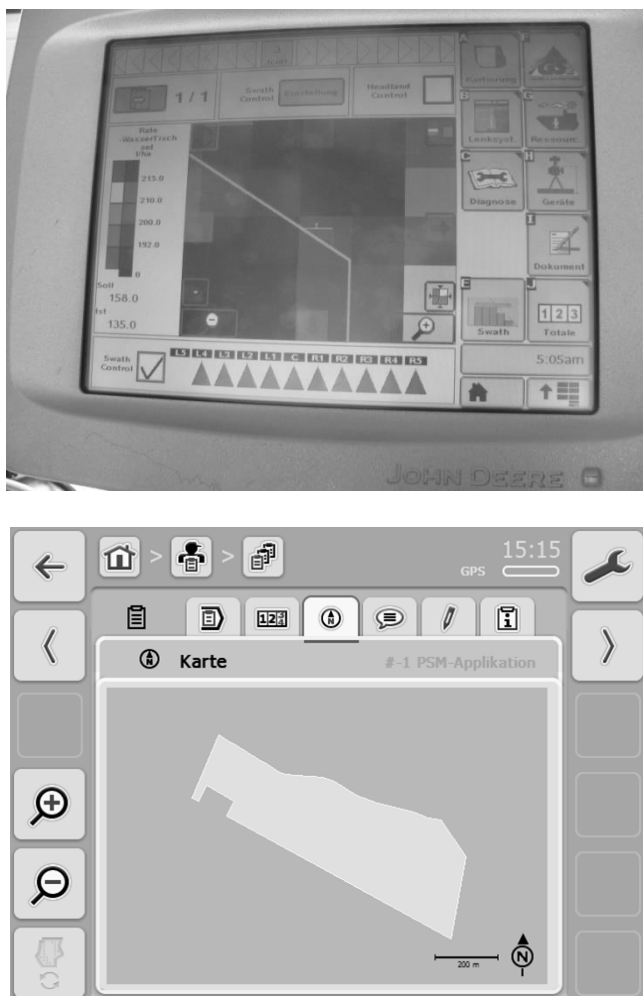 A
F
Kartierung
GS2
1 / 1
Swath Control
Einstellung
Headland Control
B
G
Lenksyst.
Ressourc.
Rate
-WasserTisch
sel
l/ha
215.0
210.0
200.0
192.0
0
Soll
158.0
Ist
135.0
C
H
Diagnose
Geräte
I
Dokument
E
J
1 2 3
Swath
Totale
Swath Control
L5 L4 L3 L2 L1 C R1 R2 R3 R4 R5
5:05am
JOHN DEERE
15:15
GPS
Karte
#-1 PSM-Applikation
200 m
N